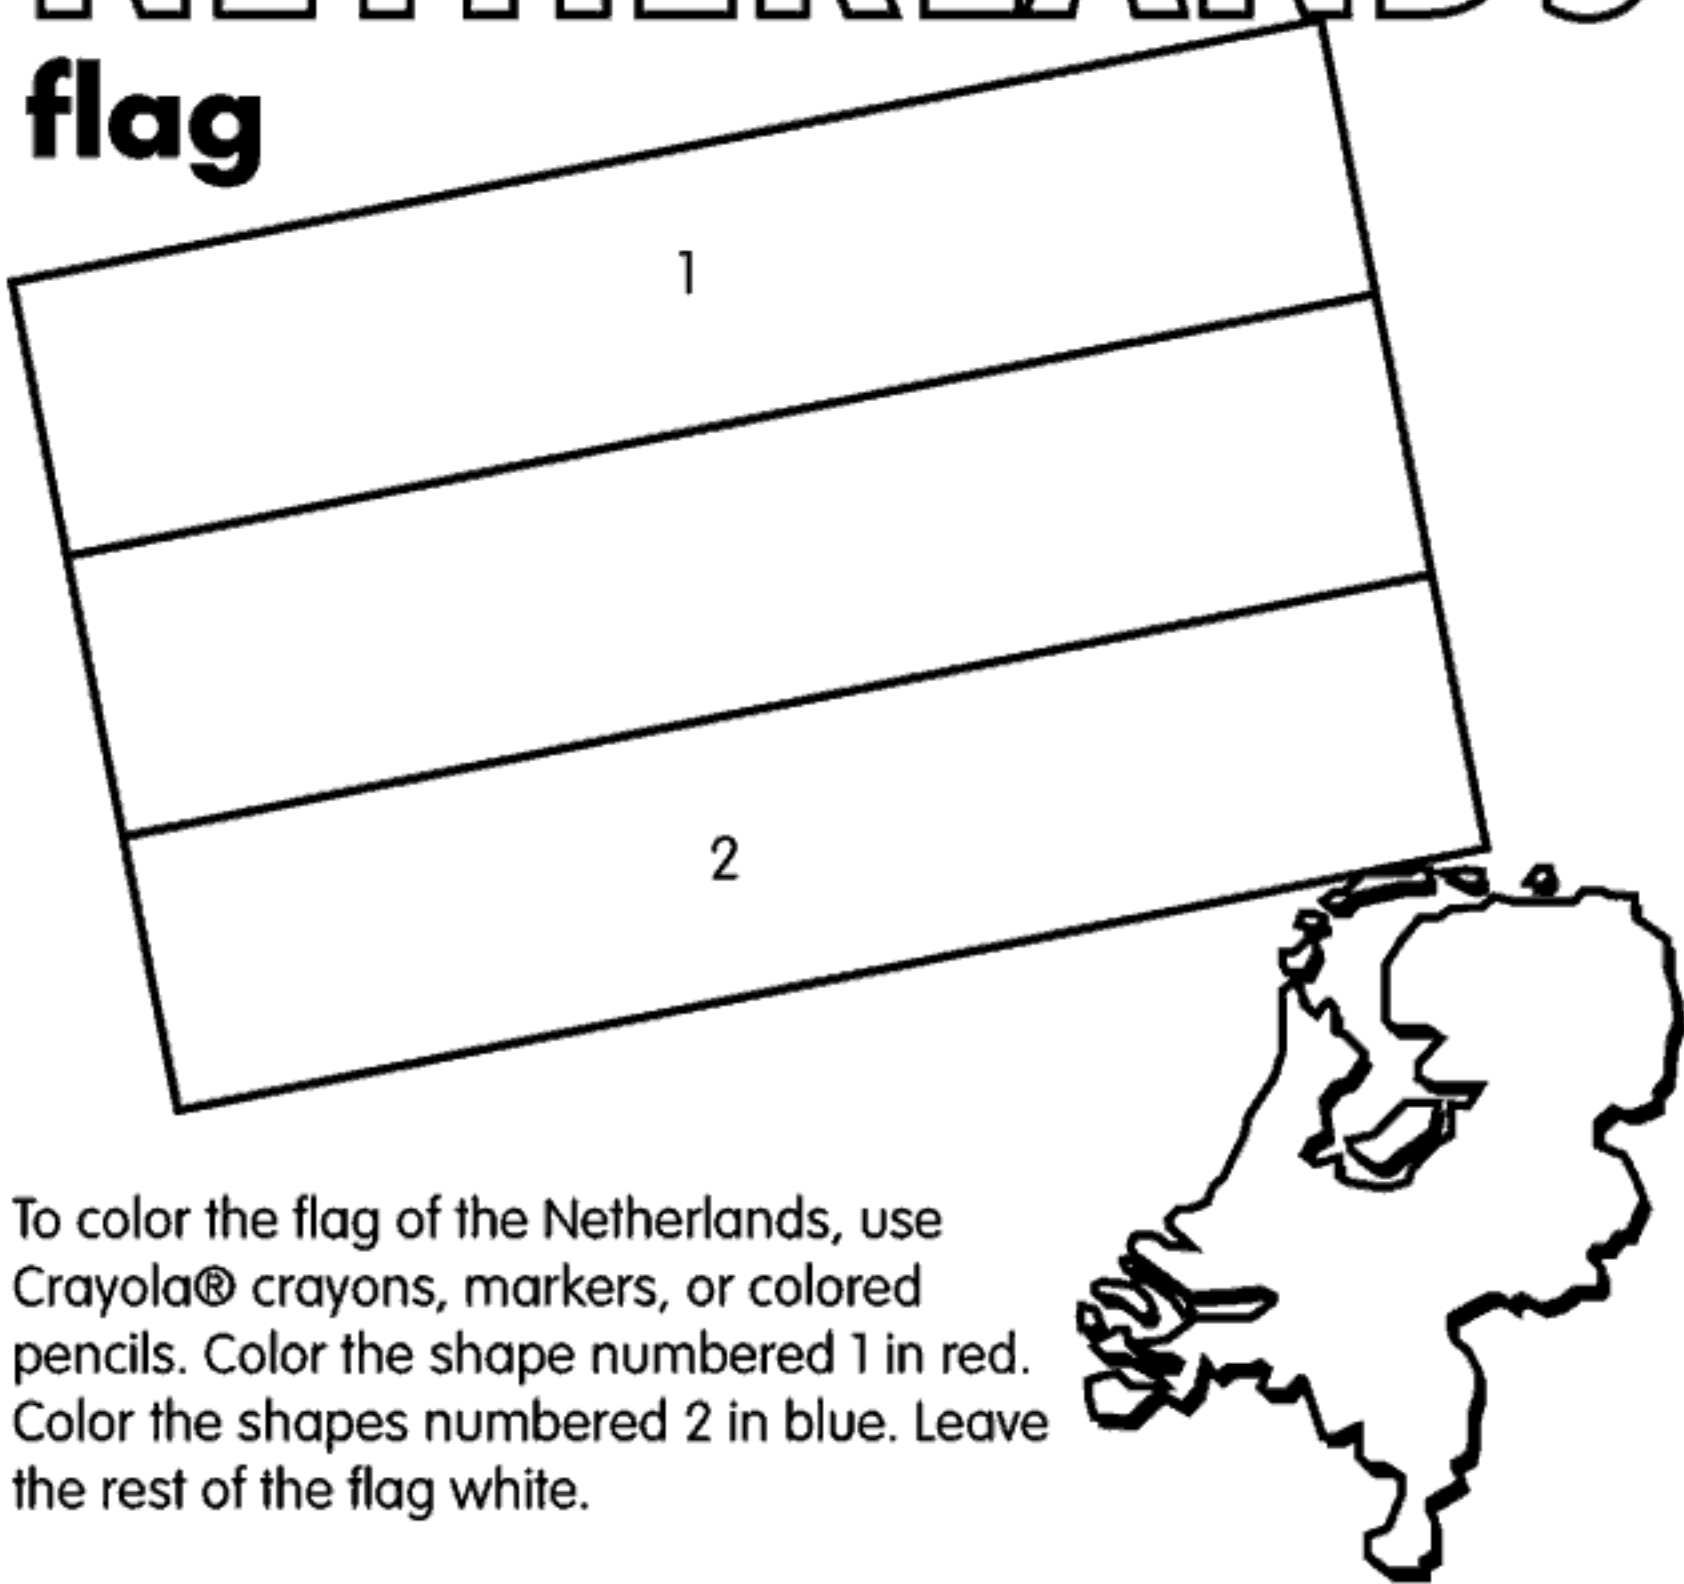 NETHERLANDS
flag
1
2
To color the flag of the Netherlands, use
Crayola® crayons, markers, or colored
pencils. Color the shape numbered 1 in red.
Color the shapes numbered 2 in blue. Leave
the rest of the flag white.